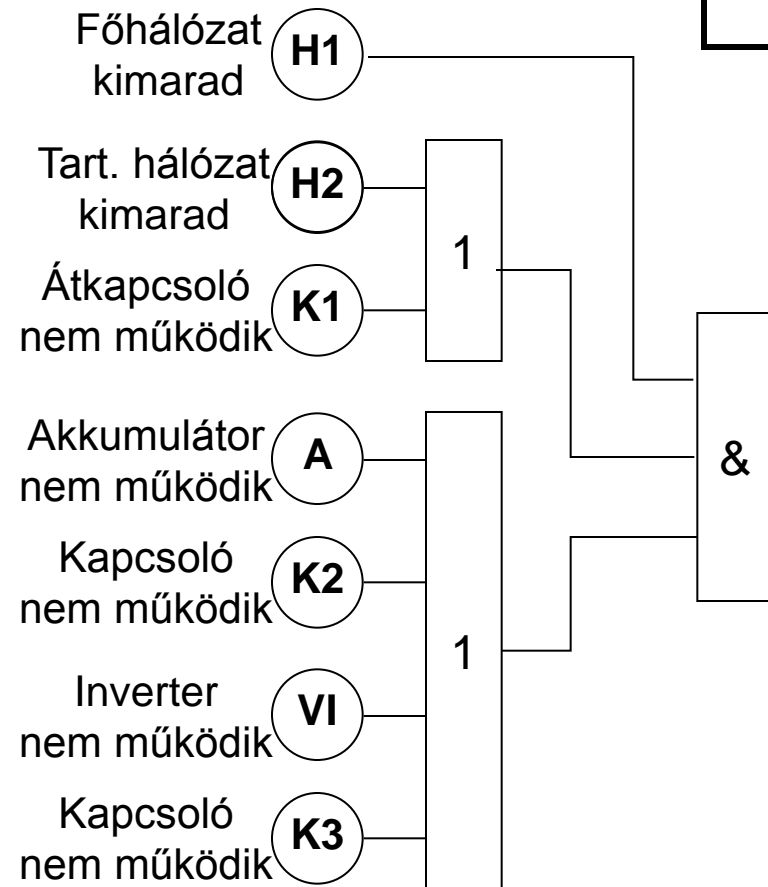 Főhálózat
kimarad
H1
Tart. hálózat
kimarad
H2
1
Átkapcsoló
nem működik
K1
Akkumulátor
nem működik
A
&
Kapcsoló
nem működik
K2
1
Inverter
nem működik
VI
Kapcsoló
nem működik
K3